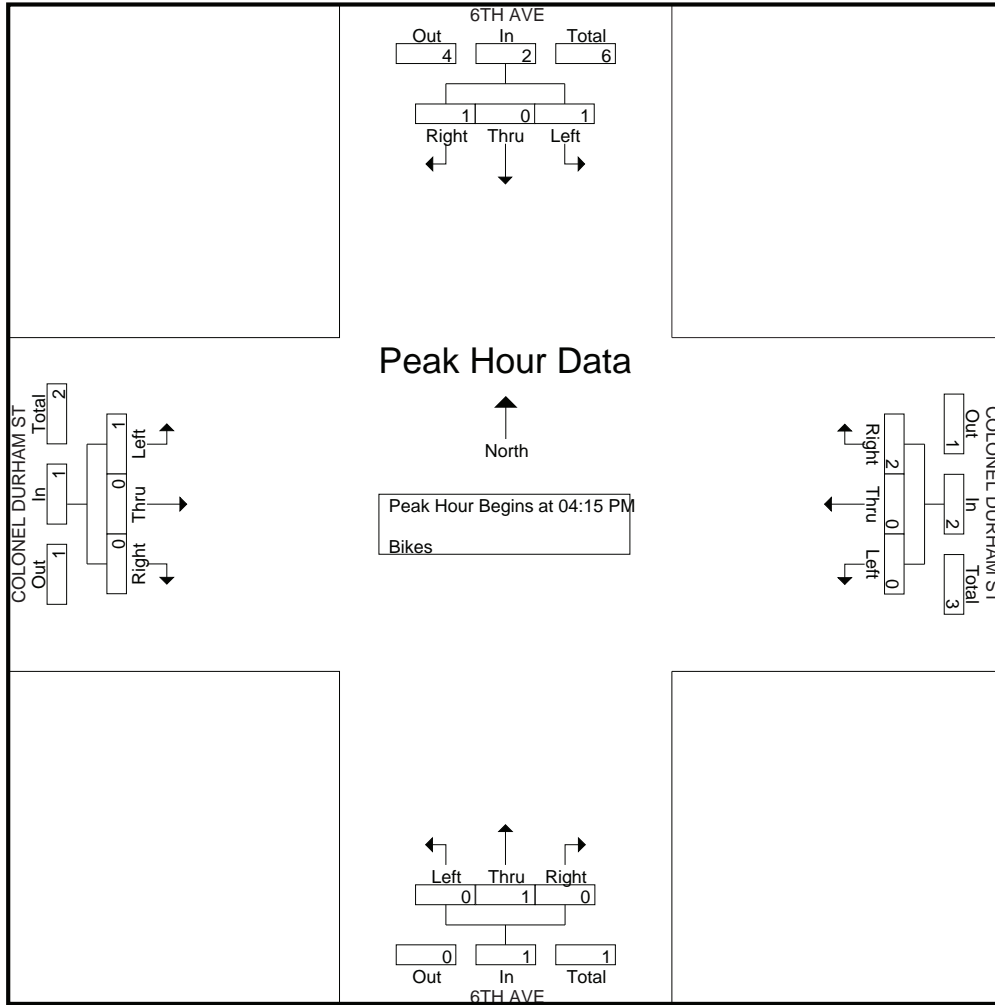 6TH AVE
Out In Total
4 2 6
1 0 1
Right Thru Left
Peak Hour Data
North
Peak Hour Begins at 04:15 PM
Bikes
COLONEL DURHAM ST
Out In Total
1 1 2
Right Thru Left
0 0 1
COLONEL DURHAM ST
Out In Total
1 2 3
Right Thru Left
2 0 0
Left Thru Right
0 1 0
0 1 1
Out In Total
6TH AVE